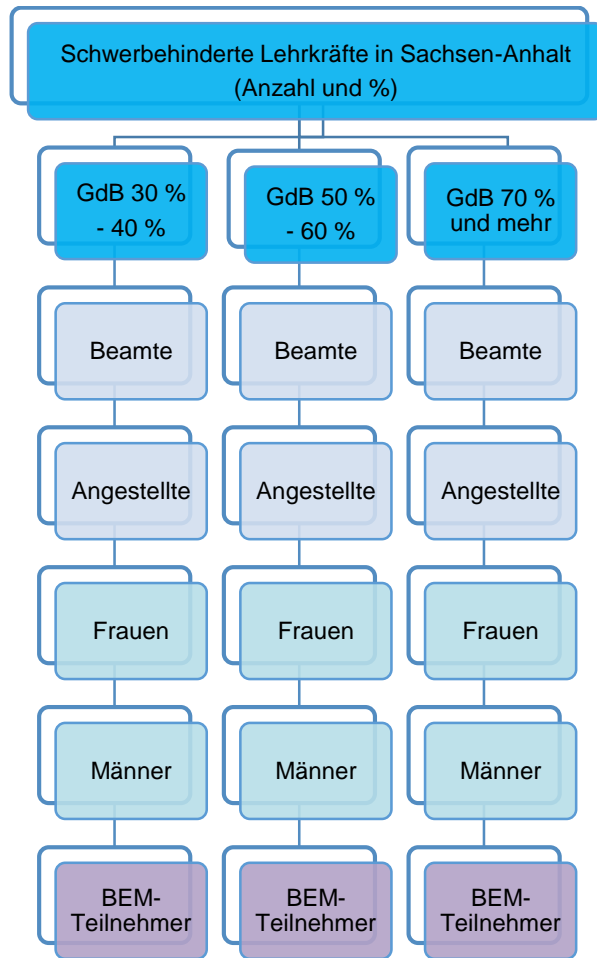 Schwerbehinderte Lehrkräfte in Sachsen-Anhalt
(Anzahl und %)
GdB 30 %
- 40 %
GdB 50 %
- 60 %
GdB 70 %
und mehr
Beamte
Beamte
Beamte
Angestellte
Angestellte
Angestellte
Frauen
Frauen
Frauen
Männer
Männer
Männer
BEM-
Teilnehmer
BEM-
Teilnehmer
BEM-
Teilnehmer